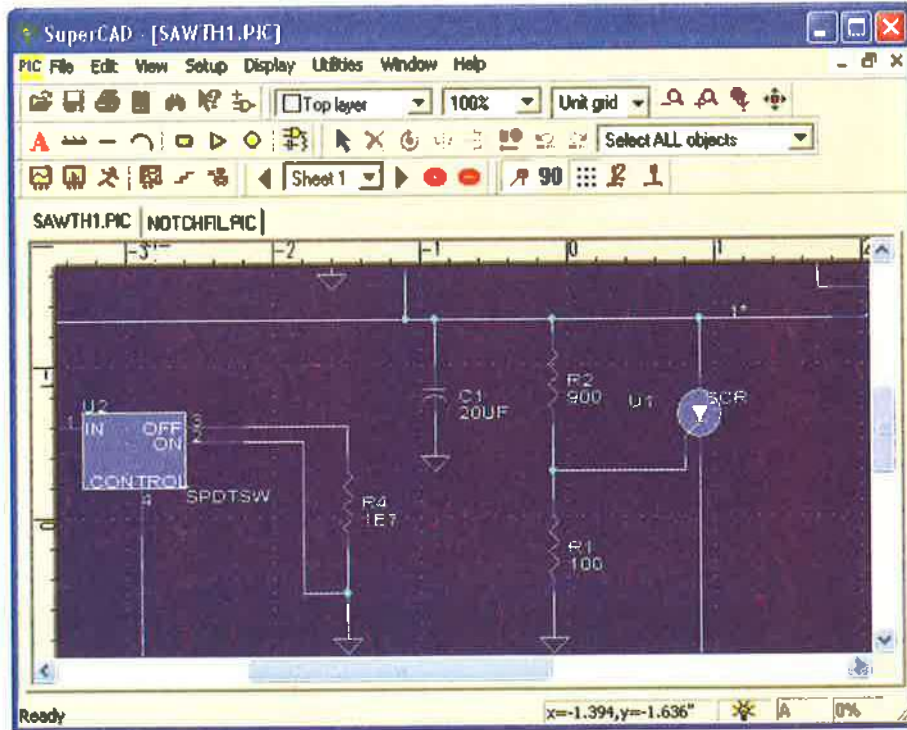 SuperCAD - [SAWTH1.PIC]
PIC File Edit View Setup Display Utilities Window Help
Top layer 100% Unit grid
A Select ALL objects
Sheet 1 90
SAWTH1.PIC NOTCHFIL.PIC
-3 -2 -1 0 1 2
1"
-1
R2
900
C1
20UF
U1 SCR
U2
1 IN OFF 3
ON 2
CONTROL
4
SPDTSW
R4
1E7
0
R1
100
Ready x=-1.394,y=-1.636" A 0%